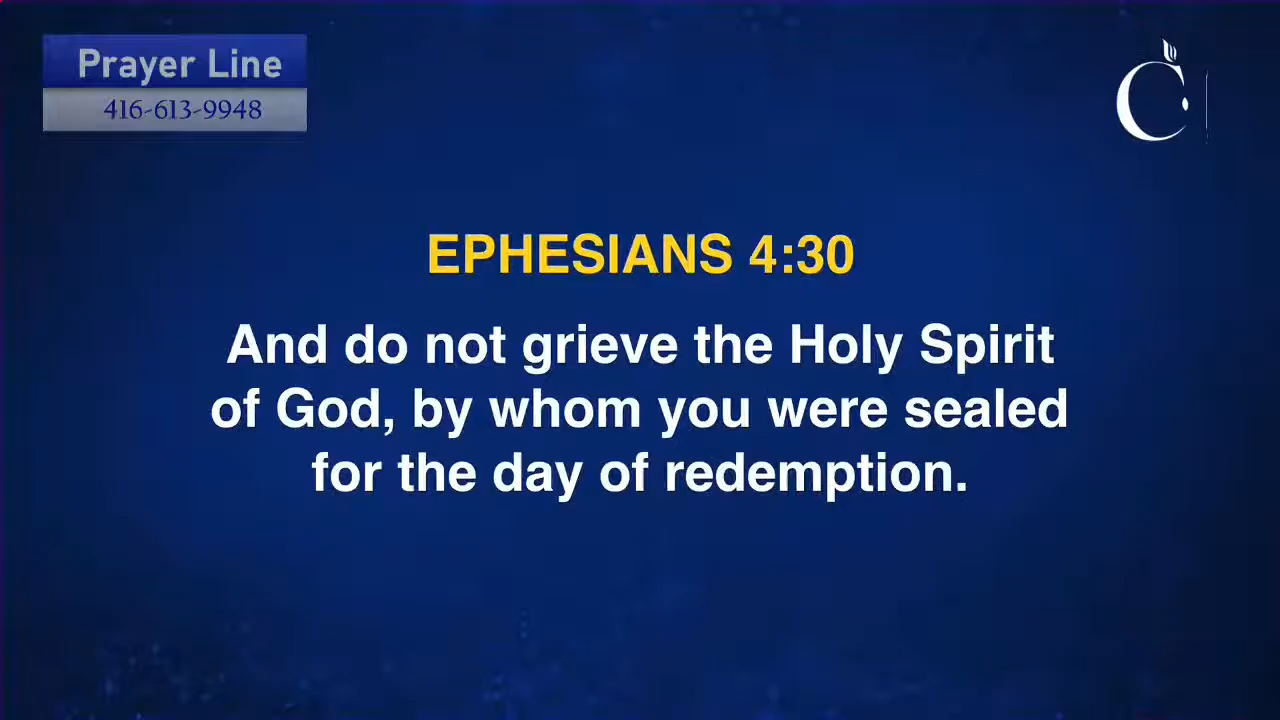 Prayer Line
416-613-9948
C
EPHESIANS 4:30
And do not grieve the Holy Spirit
of God, by whom you were sealed
for the day of redemption.